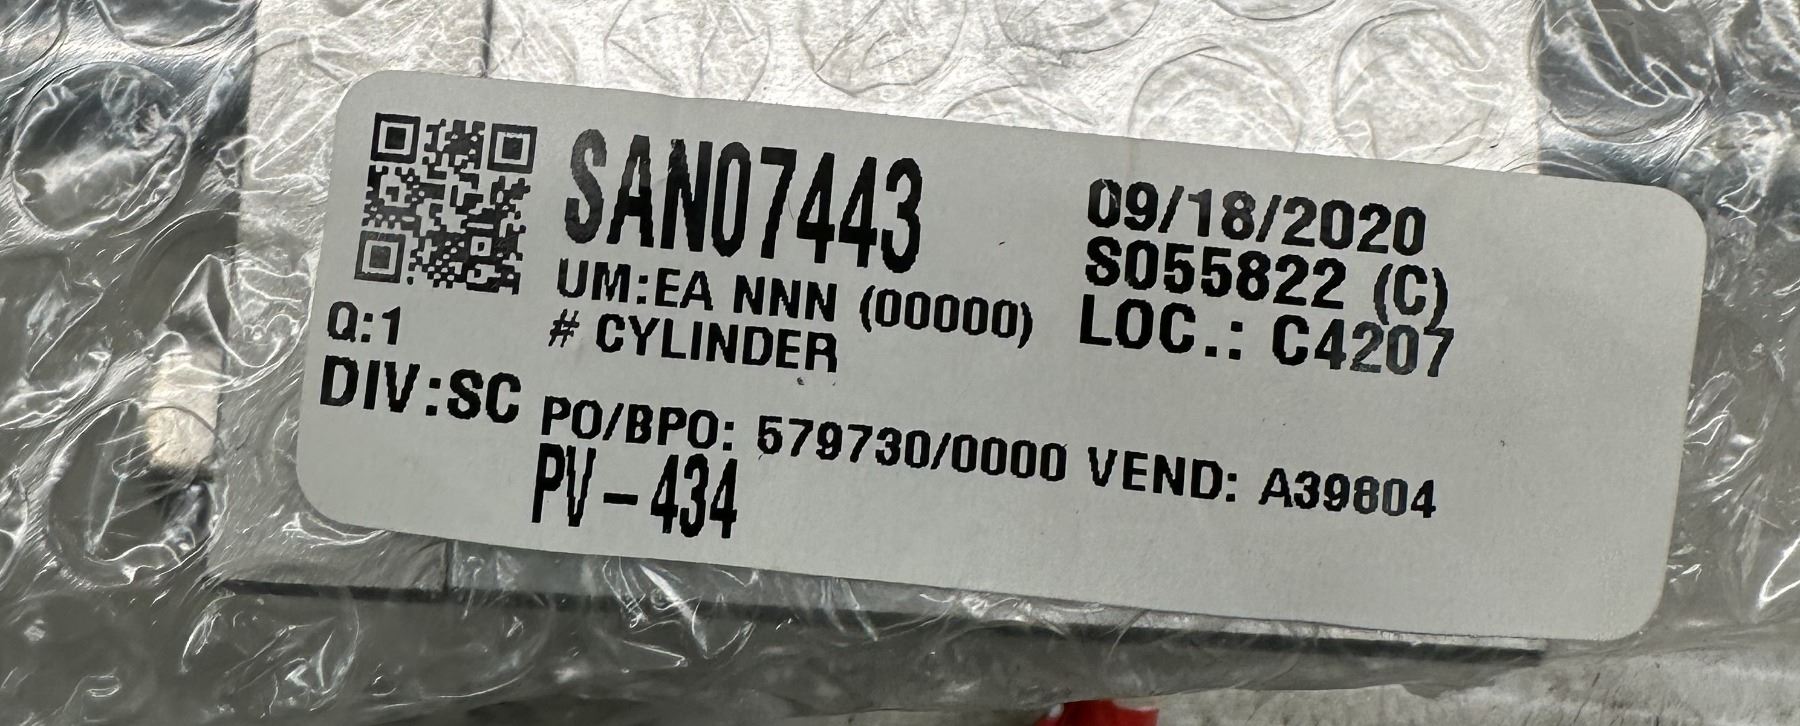 SAN07443
UM:EA NNN (00000)
# CYLINDER
09/18/2020
S055822 (C)
LOC.: C4207
Q:1
DIV:SC
PO/BPO: 579730/0000 VEND: A39804
PV-434